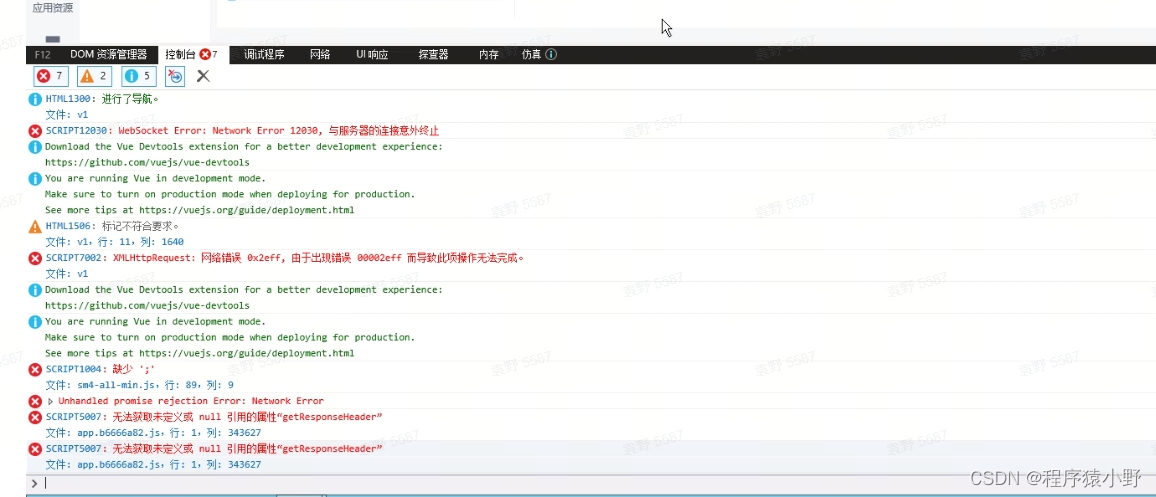 应用资源
F12 DOM 资源管理器 控制台 7 调试程序 网络 UI 响应 探查器 内存 仿真
7 2 5
HTML1300: 进行了导航。
文件: v1
SCRIPT12030: WebSocket Error: Network Error 12030, 与服务器的连接意外终止
Download the Vue Devtools extension for a better development experience:
https://github.com/vuejs/vue-devtools
You are running Vue in development mode.
Make sure to turn on production mode when deploying for production.
See more tips at https://vuejs.org/guide/deployment.html
HTML1506: 标记不符合要求。
文件: v1，行: 11，列: 1640
SCRIPT7002: XMLHttpRequest: 网络错误 0x2eff, 由于出现错误 00002eff 而导致此项操作无法完成。
文件: v1
Download the Vue Devtools extension for a better development experience:
https://github.com/vuejs/vue-devtools
You are running Vue in development mode.
Make sure to turn on production mode when deploying for production.
See more tips at https://vuejs.org/guide/deployment.html
SCRIPT1004: 缺少 ';'
文件: sm4-all-min.js，行: 89，列: 9
Unhandled promise rejection Error: Network Error
SCRIPT5007: 无法获取未定义或 null 引用的属性“getResponseHeader”
文件: app.b6666a82.js，行: 1，列: 343627
SCRIPT5007: 无法获取未定义或 null 引用的属性“getResponseHeader”
文件: app.b6666a82.js，行: 1，列: 343627
CSDN @程序猿小野